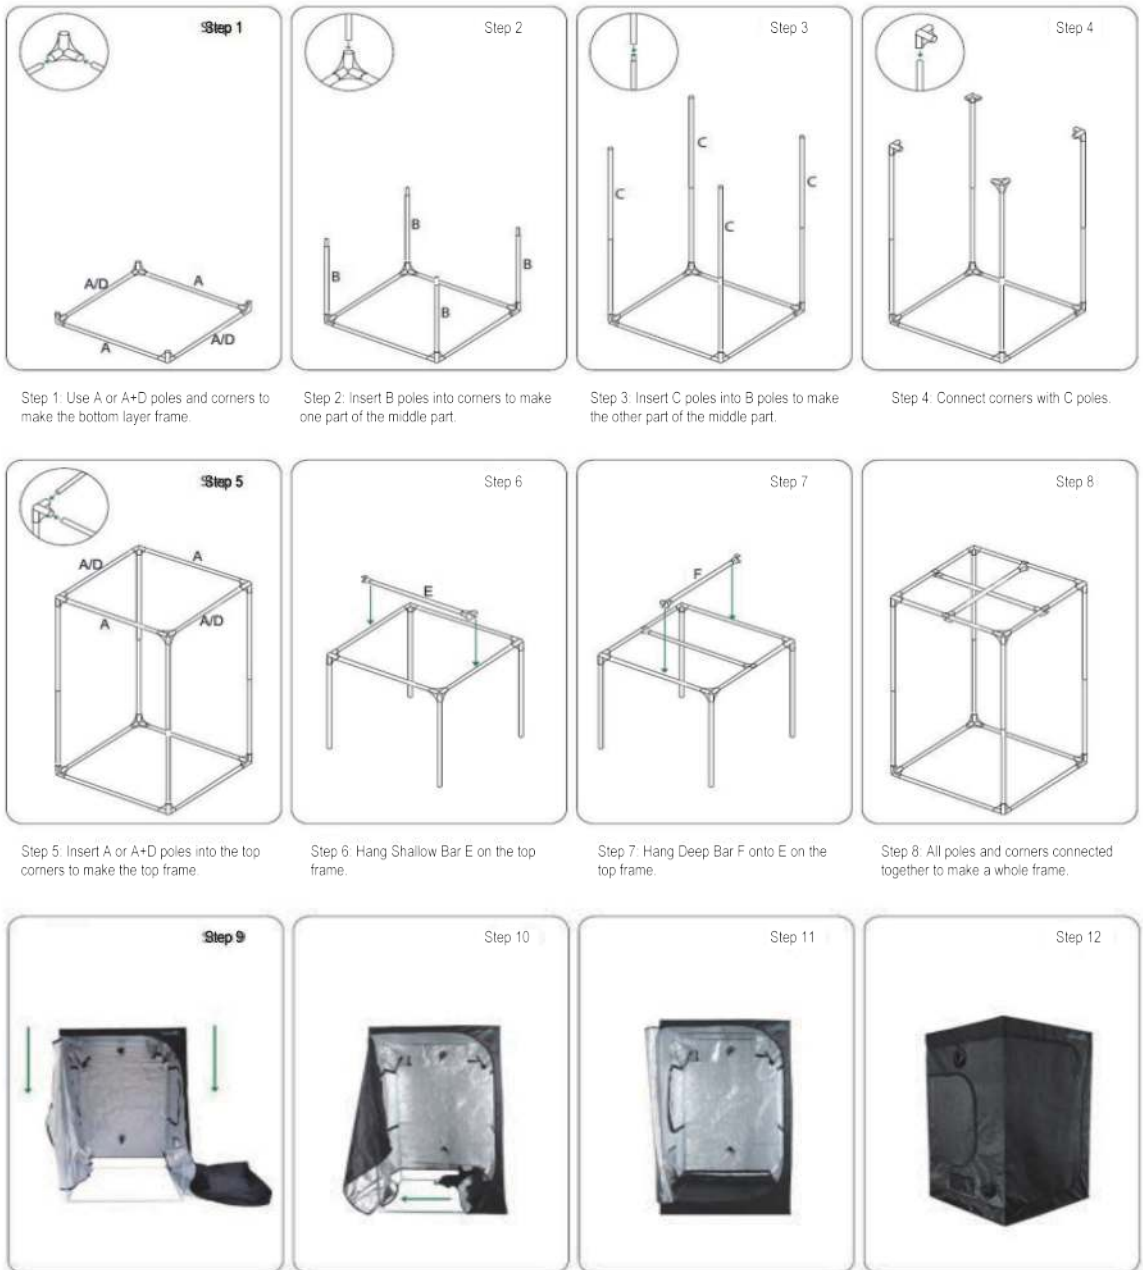 Step 1
Step 2
Step 3
Step 4
A/D
A
A
A/D
B
B
B
B
C
C
C
C
Step 1: Use A or A+D poles and corners to
make the bottom layer frame.
Step 2: Insert B poles into corners to make
one part of the middle part.
Step 3: Insert C poles into B poles to make
the other part of the middle part.
Step 4: Connect corners with C poles.
Step 5
Step 6
Step 7
Step 8
A/D
A
A
A/D
E
F
Step 5: Insert A or A+D poles into the top
corners to make the top frame.
Step 6: Hang Shallow Bar E on the top
frame.
Step 7: Hang Deep Bar F onto E on the
top frame.
Step 8: All poles and corners connected
together to make a whole frame.
Step 9
Step 10
Step 11
Step 12